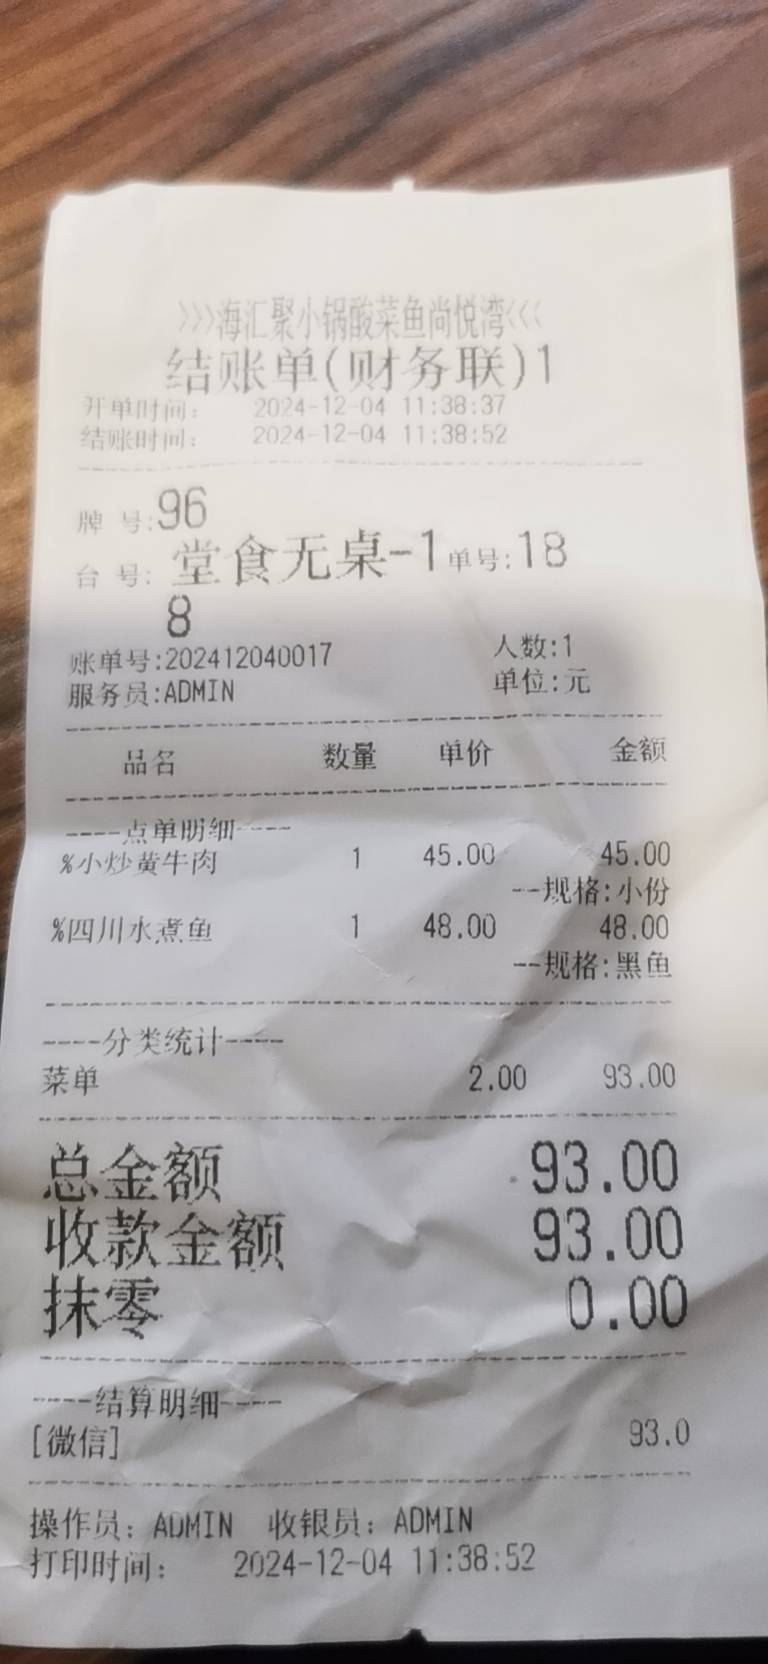 >>>海汇聚小锅酸菜鱼尚悦湾<<<
结账单(财务联)1
开单时间： 2024-12-04 11:38:37
结账时间： 2024-12-04 11:38:52
牌 号:96
台 号: 堂食无桌-1 单号:18
8
账单号:202412040017 人数:1
服务员:ADMIN 单位:元
品名 数量 单价 金额
----点单明细----
%小炒黄牛肉 1 45.00 45.00
--规格:小份
%四川水煮鱼 1 48.00 48.00
--规格:黑鱼
----分类统计----
菜单 2.00 93.00
总金额 93.00
收款金额 93.00
抹零 0.00
----结算明细----
[微信] 93.0
操作员：ADMIN 收银员：ADMIN
打印时间： 2024-12-04 11:38:52